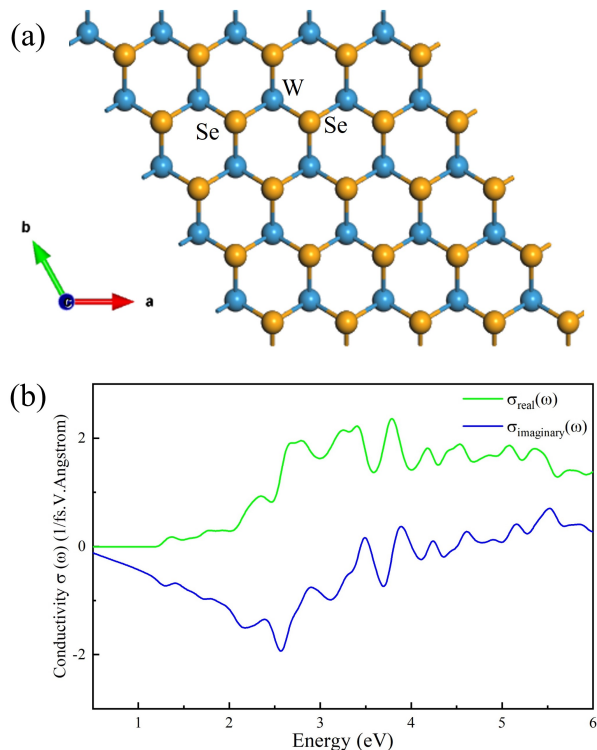 (a)
W
Se
Se
b
c
a
(b)
σreal(ω)
σimaginary(ω)
Conductivity σ (ω) (1/fs.V.Angstrom)
2
0
-2
1
2
3
4
5
6
Energy (eV)